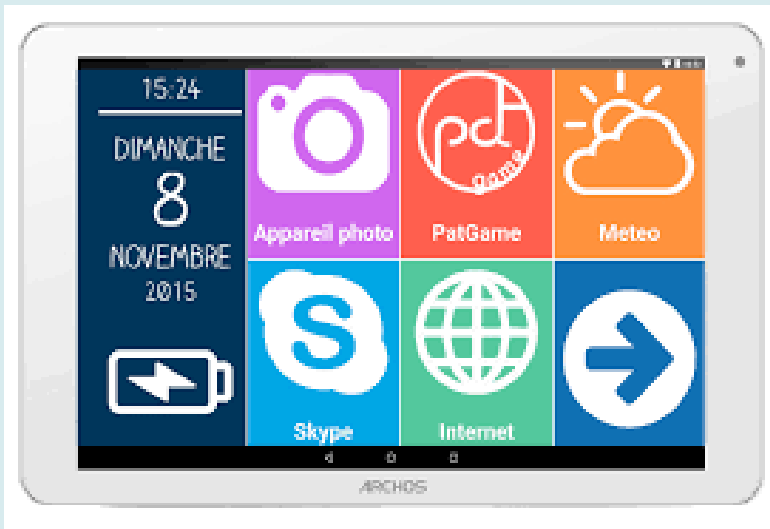 15:24
DIMANCHE
8
NOVEMBRE
2015
pd
Game
Appareil photo
PatGame
Meteo
S
Skype
Internet
ARCHOS